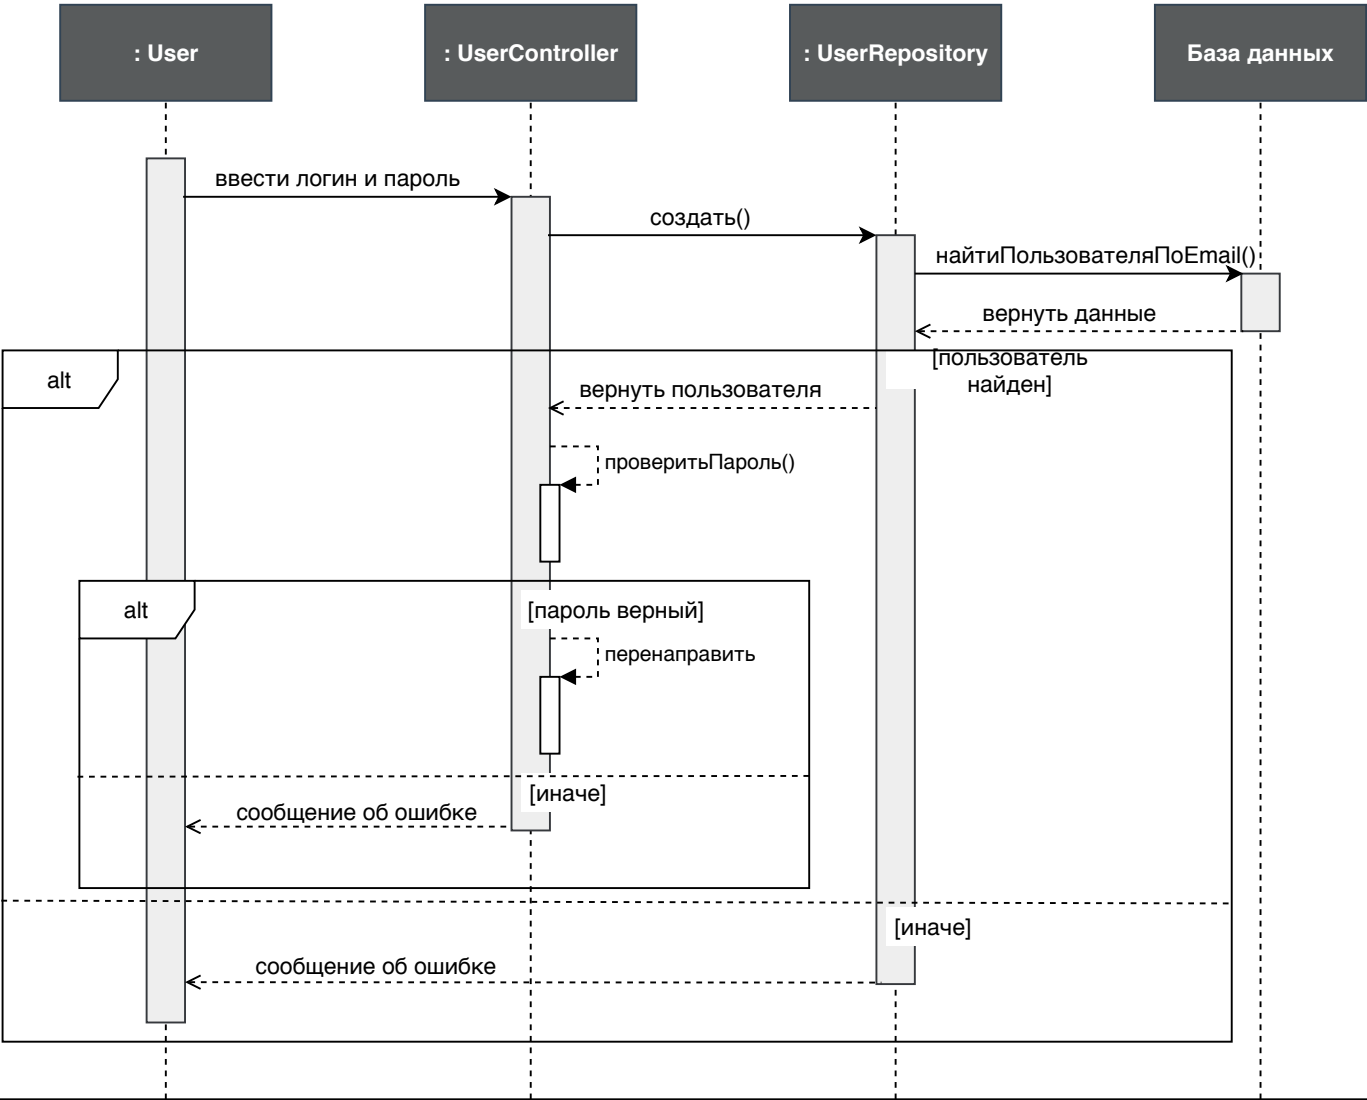 : User
: UserController
: UserRepository
База данных
ввести логин и пароль
создать()
найтиПользователяПоEmail()
вернуть данные
alt
[пользователь
найден]
вернуть пользователя
проверитьПароль()
alt
[пароль верный]
перенаправить
[иначе]
сообщение об ошибке
[иначе]
сообщение об ошибке